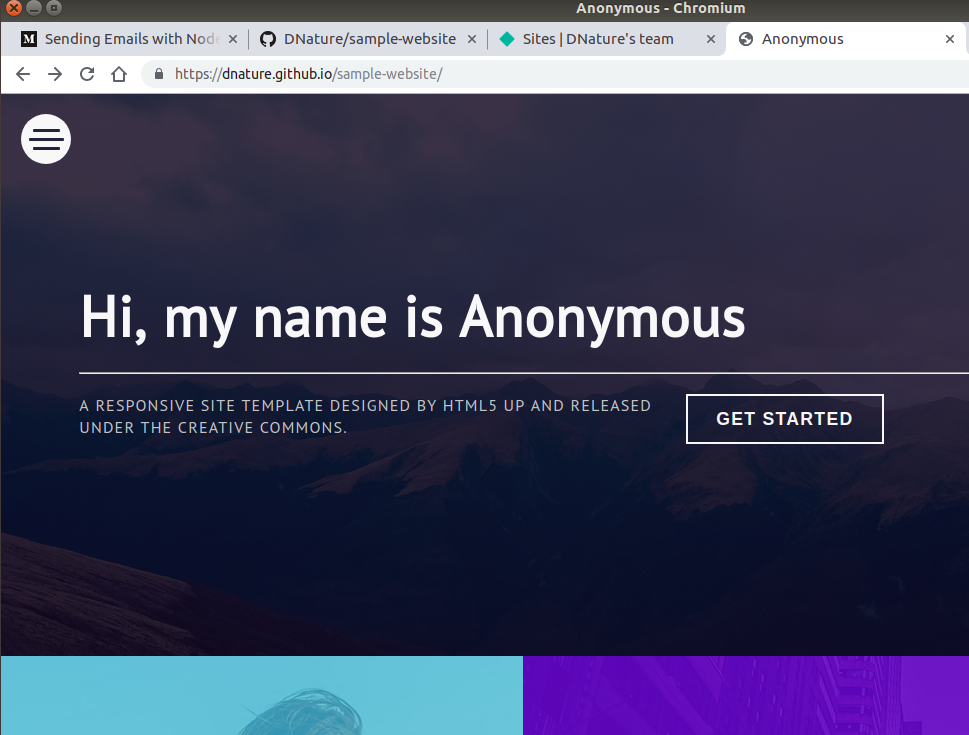 Anonymous - Chromium
M Sending Emails with Node
DNature/sample-website
Sites | DNature's team
Anonymous
https://dnature.github.io/sample-website/
Hi, my name is Anonymous
A RESPONSIVE SITE TEMPLATE DESIGNED BY HTML5 UP AND RELEASED
UNDER THE CREATIVE COMMONS.
GET STARTED